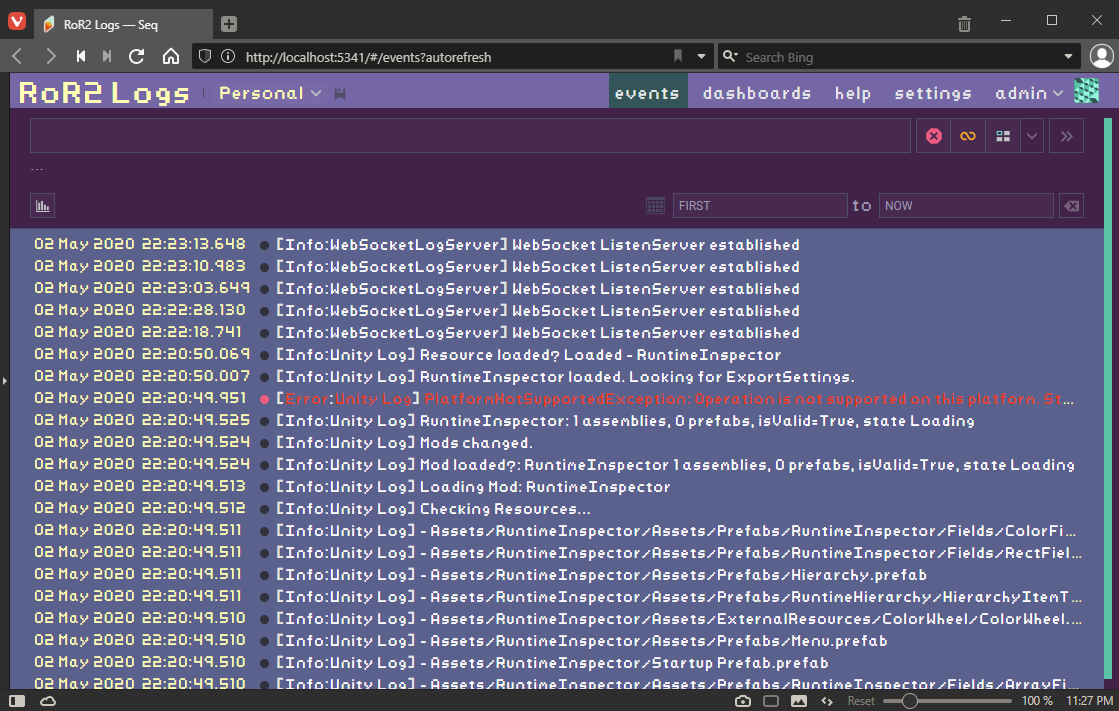 RoR2 Logs — Seq
http://localhost:5341/#/events?autorefresh
Search Bing
RoR2 Logs Personal events dashboards help settings admin
...
FIRST to NOW
02 May 2020 22:23:13.648 [Info:WebSocketLogServer] WebSocket ListenServer established
02 May 2020 22:23:10.983 [Info:WebSocketLogServer] WebSocket ListenServer established
02 May 2020 22:23:03.649 [Info:WebSocketLogServer] WebSocket ListenServer established
02 May 2020 22:22:28.130 [Info:WebSocketLogServer] WebSocket ListenServer established
02 May 2020 22:22:18.741 [Info:WebSocketLogServer] WebSocket ListenServer established
02 May 2020 22:20:50.069 [Info:Unity Log] Resource loaded? Loaded - RuntimeInspector
02 May 2020 22:20:50.007 [Info:Unity Log] RuntimeInspector loaded. Looking for ExportSettings.
02 May 2020 22:20:49.951 [Error:Unity Log] PlatformNotSupportedException: Operation is not supported on this platform. St...
02 May 2020 22:20:49.525 [Info:Unity Log] RuntimeInspector: 1 assemblies, 0 prefabs, isValid=True, state Loading
02 May 2020 22:20:49.524 [Info:Unity Log] Mods changed.
02 May 2020 22:20:49.524 [Info:Unity Log] Mod loaded?: RuntimeInspector 1 assemblies, 0 prefabs, isValid=True, state Loading
02 May 2020 22:20:49.513 [Info:Unity Log] Loading Mod: RuntimeInspector
02 May 2020 22:20:49.512 [Info:Unity Log] Checking Resources...
02 May 2020 22:20:49.511 [Info:Unity Log] - Assets/RuntimeInspector/Assets/Prefabs/RuntimeInspector/Fields/ColorFi...
02 May 2020 22:20:49.511 [Info:Unity Log] - Assets/RuntimeInspector/Assets/Prefabs/RuntimeInspector/Fields/RectFiel...
02 May 2020 22:20:49.511 [Info:Unity Log] - Assets/RuntimeInspector/Assets/Prefabs/Hierarchy.prefab
02 May 2020 22:20:49.511 [Info:Unity Log] - Assets/RuntimeInspector/Assets/Prefabs/RuntimeHierarchy/HierarchyItemT...
02 May 2020 22:20:49.510 [Info:Unity Log] - Assets/RuntimeInspector/Assets/ExternalResources/ColorWheel/ColorWheel....
02 May 2020 22:20:49.510 [Info:Unity Log] - Assets/RuntimeInspector/Assets/Prefabs/Menu.prefab
02 May 2020 22:20:49.510 [Info:Unity Log] - Assets/RuntimeInspector/Assets/Startup Prefab.prefab
02 May 2020 22:20:49.510 [Info:Unity Log] - Assets/RuntimeInspector/Assets/Prefabs/RuntimeInspector/Fields/ArrayFi...
Reset 100 % 11:27 PM